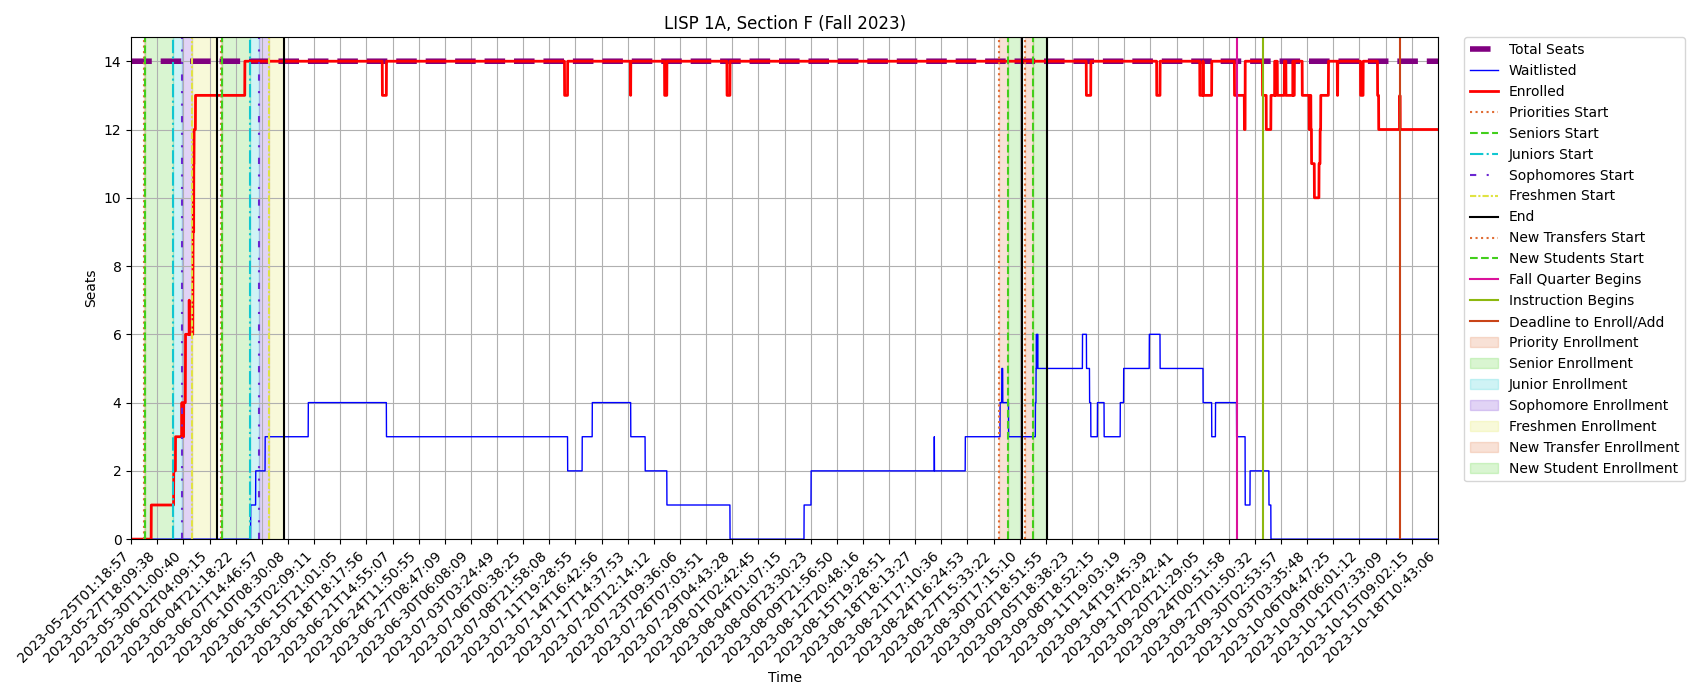 LISP 1A, Section F (Fall 2023)
Seats
14
12
10
8
6
4
2
0
2023-05-25T01:18:57
2023-05-27T18:09:38
2023-05-30T11:00:40
2023-06-02T04:09:15
2023-06-04T21:18:22
2023-06-07T14:46:57
2023-06-10T08:30:08
2023-06-13T02:09:11
2023-06-15T21:01:05
2023-06-18T18:17:56
2023-06-21T14:55:07
2023-06-24T11:50:55
2023-06-27T08:47:09
2023-06-30T06:08:09
2023-07-03T03:24:49
2023-07-06T00:38:25
2023-07-08T21:58:08
2023-07-11T19:28:55
2023-07-14T16:42:56
2023-07-17T14:37:53
2023-07-20T12:14:12
2023-07-23T09:36:06
2023-07-26T07:03:51
2023-07-29T04:43:28
2023-08-01T02:42:45
2023-08-04T01:07:15
2023-08-06T23:30:23
2023-08-09T21:56:50
2023-08-12T20:48:16
2023-08-15T19:28:51
2023-08-18T18:13:27
2023-08-21T17:10:36
2023-08-24T16:24:53
2023-08-27T15:33:22
2023-08-30T17:15:10
2023-09-02T18:51:55
2023-09-05T18:38:23
2023-09-08T18:52:15
2023-09-11T19:03:19
2023-09-14T19:45:39
2023-09-17T20:42:41
2023-09-20T21:29:05
2023-09-24T00:51:58
2023-09-27T01:50:32
2023-09-30T02:53:57
2023-10-03T03:35:48
2023-10-06T04:47:25
2023-10-09T06:01:12
2023-10-12T07:33:09
2023-10-15T09:02:15
2023-10-18T10:43:06
Time
Total Seats
Waitlisted
Enrolled
Priorities Start
Seniors Start
Juniors Start
Sophomores Start
Freshmen Start
End
New Transfers Start
New Students Start
Fall Quarter Begins
Instruction Begins
Deadline to Enroll/Add
Priority Enrollment
Senior Enrollment
Junior Enrollment
Sophomore Enrollment
Freshmen Enrollment
New Transfer Enrollment
New Student Enrollment